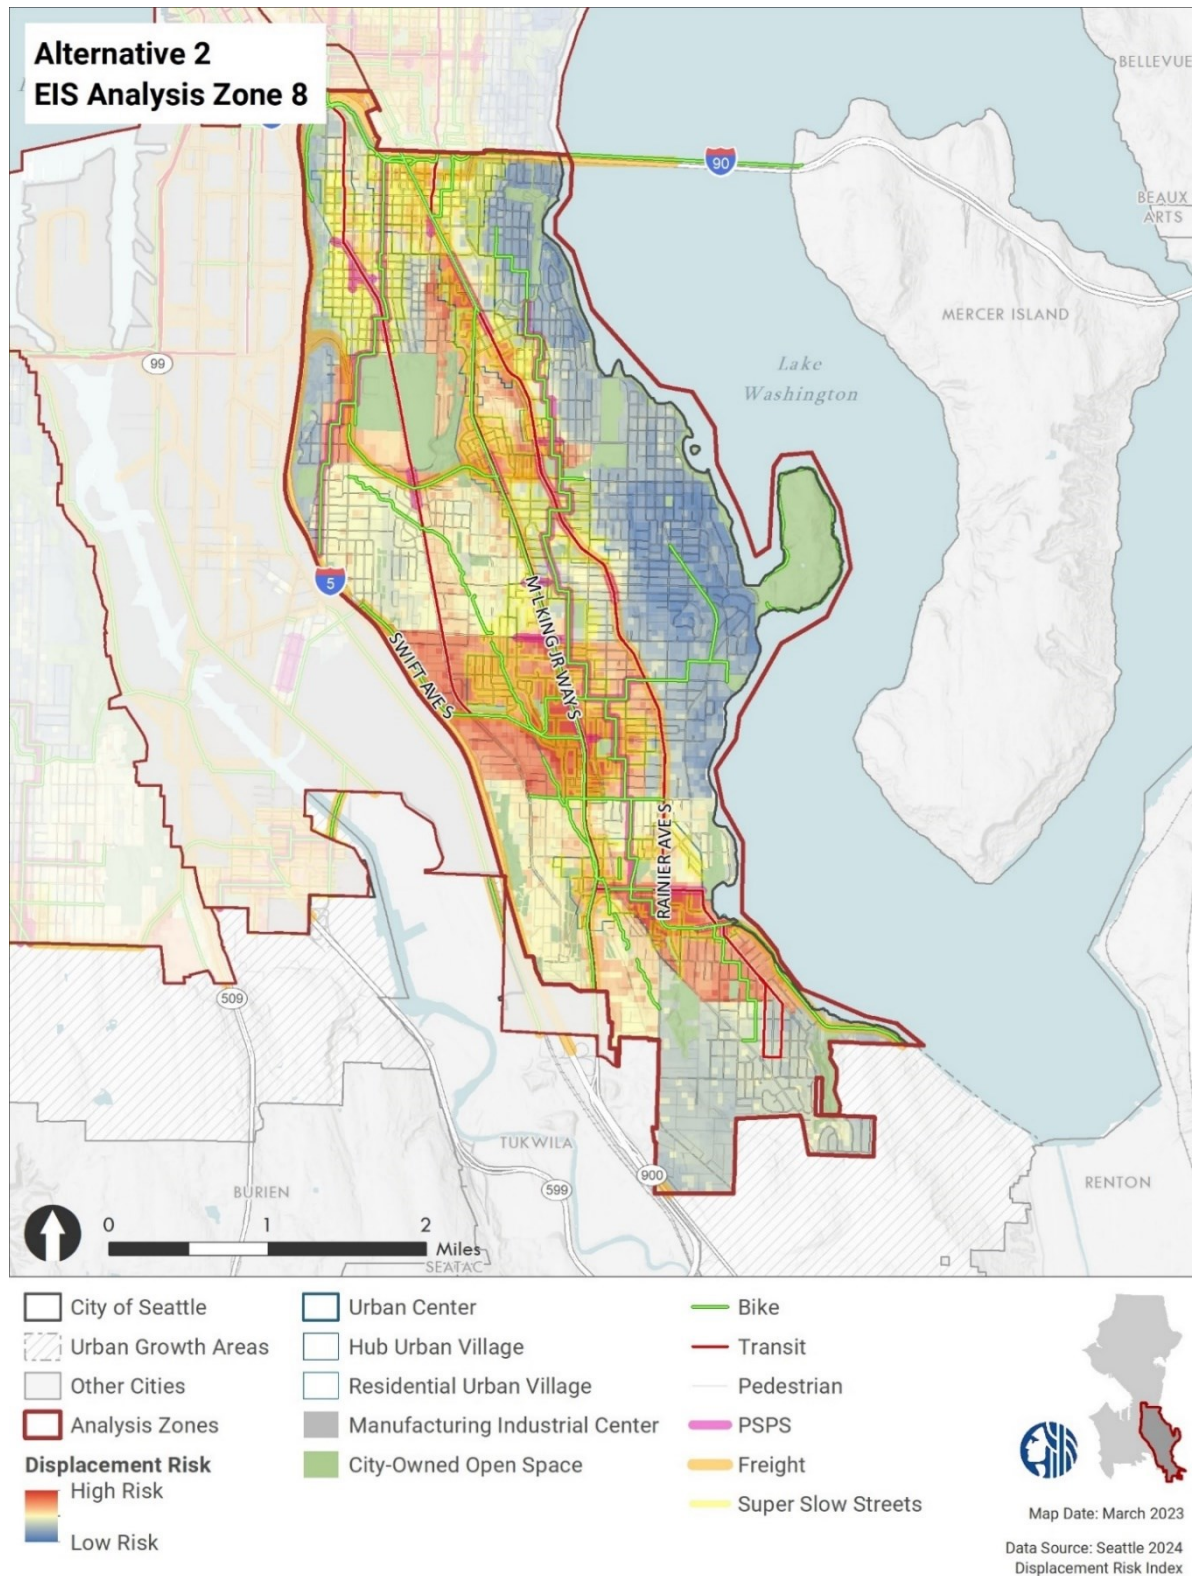 Alternative 2
EIS Analysis Zone 8
BELLEVUE
90
BEAUX
ARTS
MERCER ISLAND
99
Lake
Washington
5
M L KING JR WAY S
SWIFT AVE S
RAINIER AVE S
509
TUKWILA
900
599
BURIEN
RENTON
0 1 2
Miles
SEATAC
City of Seattle
Urban Growth Areas
Other Cities
Analysis Zones
Displacement Risk
High Risk
Low Risk
Urban Center
Hub Urban Village
Residential Urban Village
Manufacturing Industrial Center
City-Owned Open Space
Bike
Transit
Pedestrian
PSPS
Freight
Super Slow Streets
Map Date: March 2023
Data Source: Seattle 2024
Displacement Risk Index